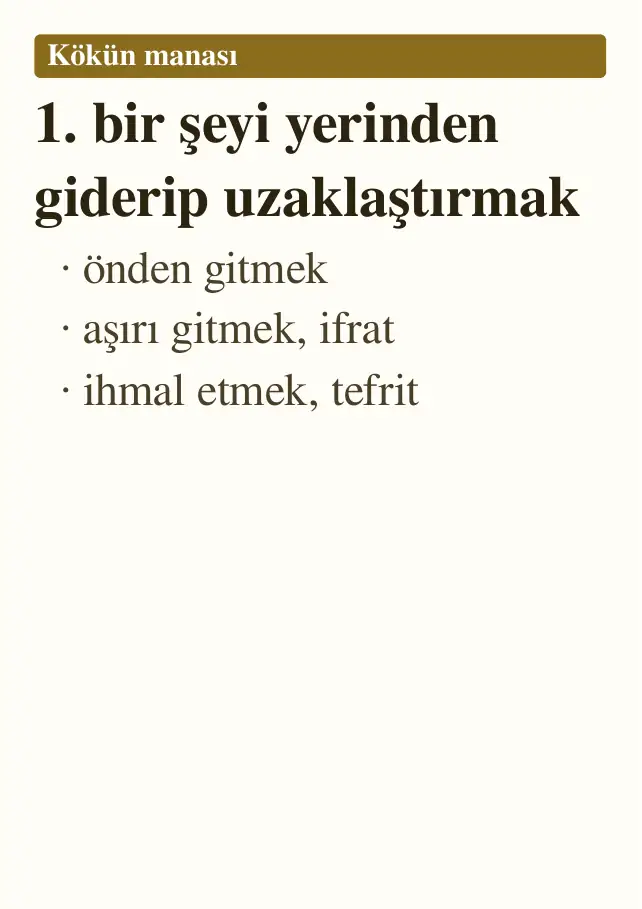 Kökün manası
1. bir şeyi yerinden
giderip uzaklaştırmak
· önden gitmek
· aşırı gitmek, ifrat
· ihmal etmek, tefrit